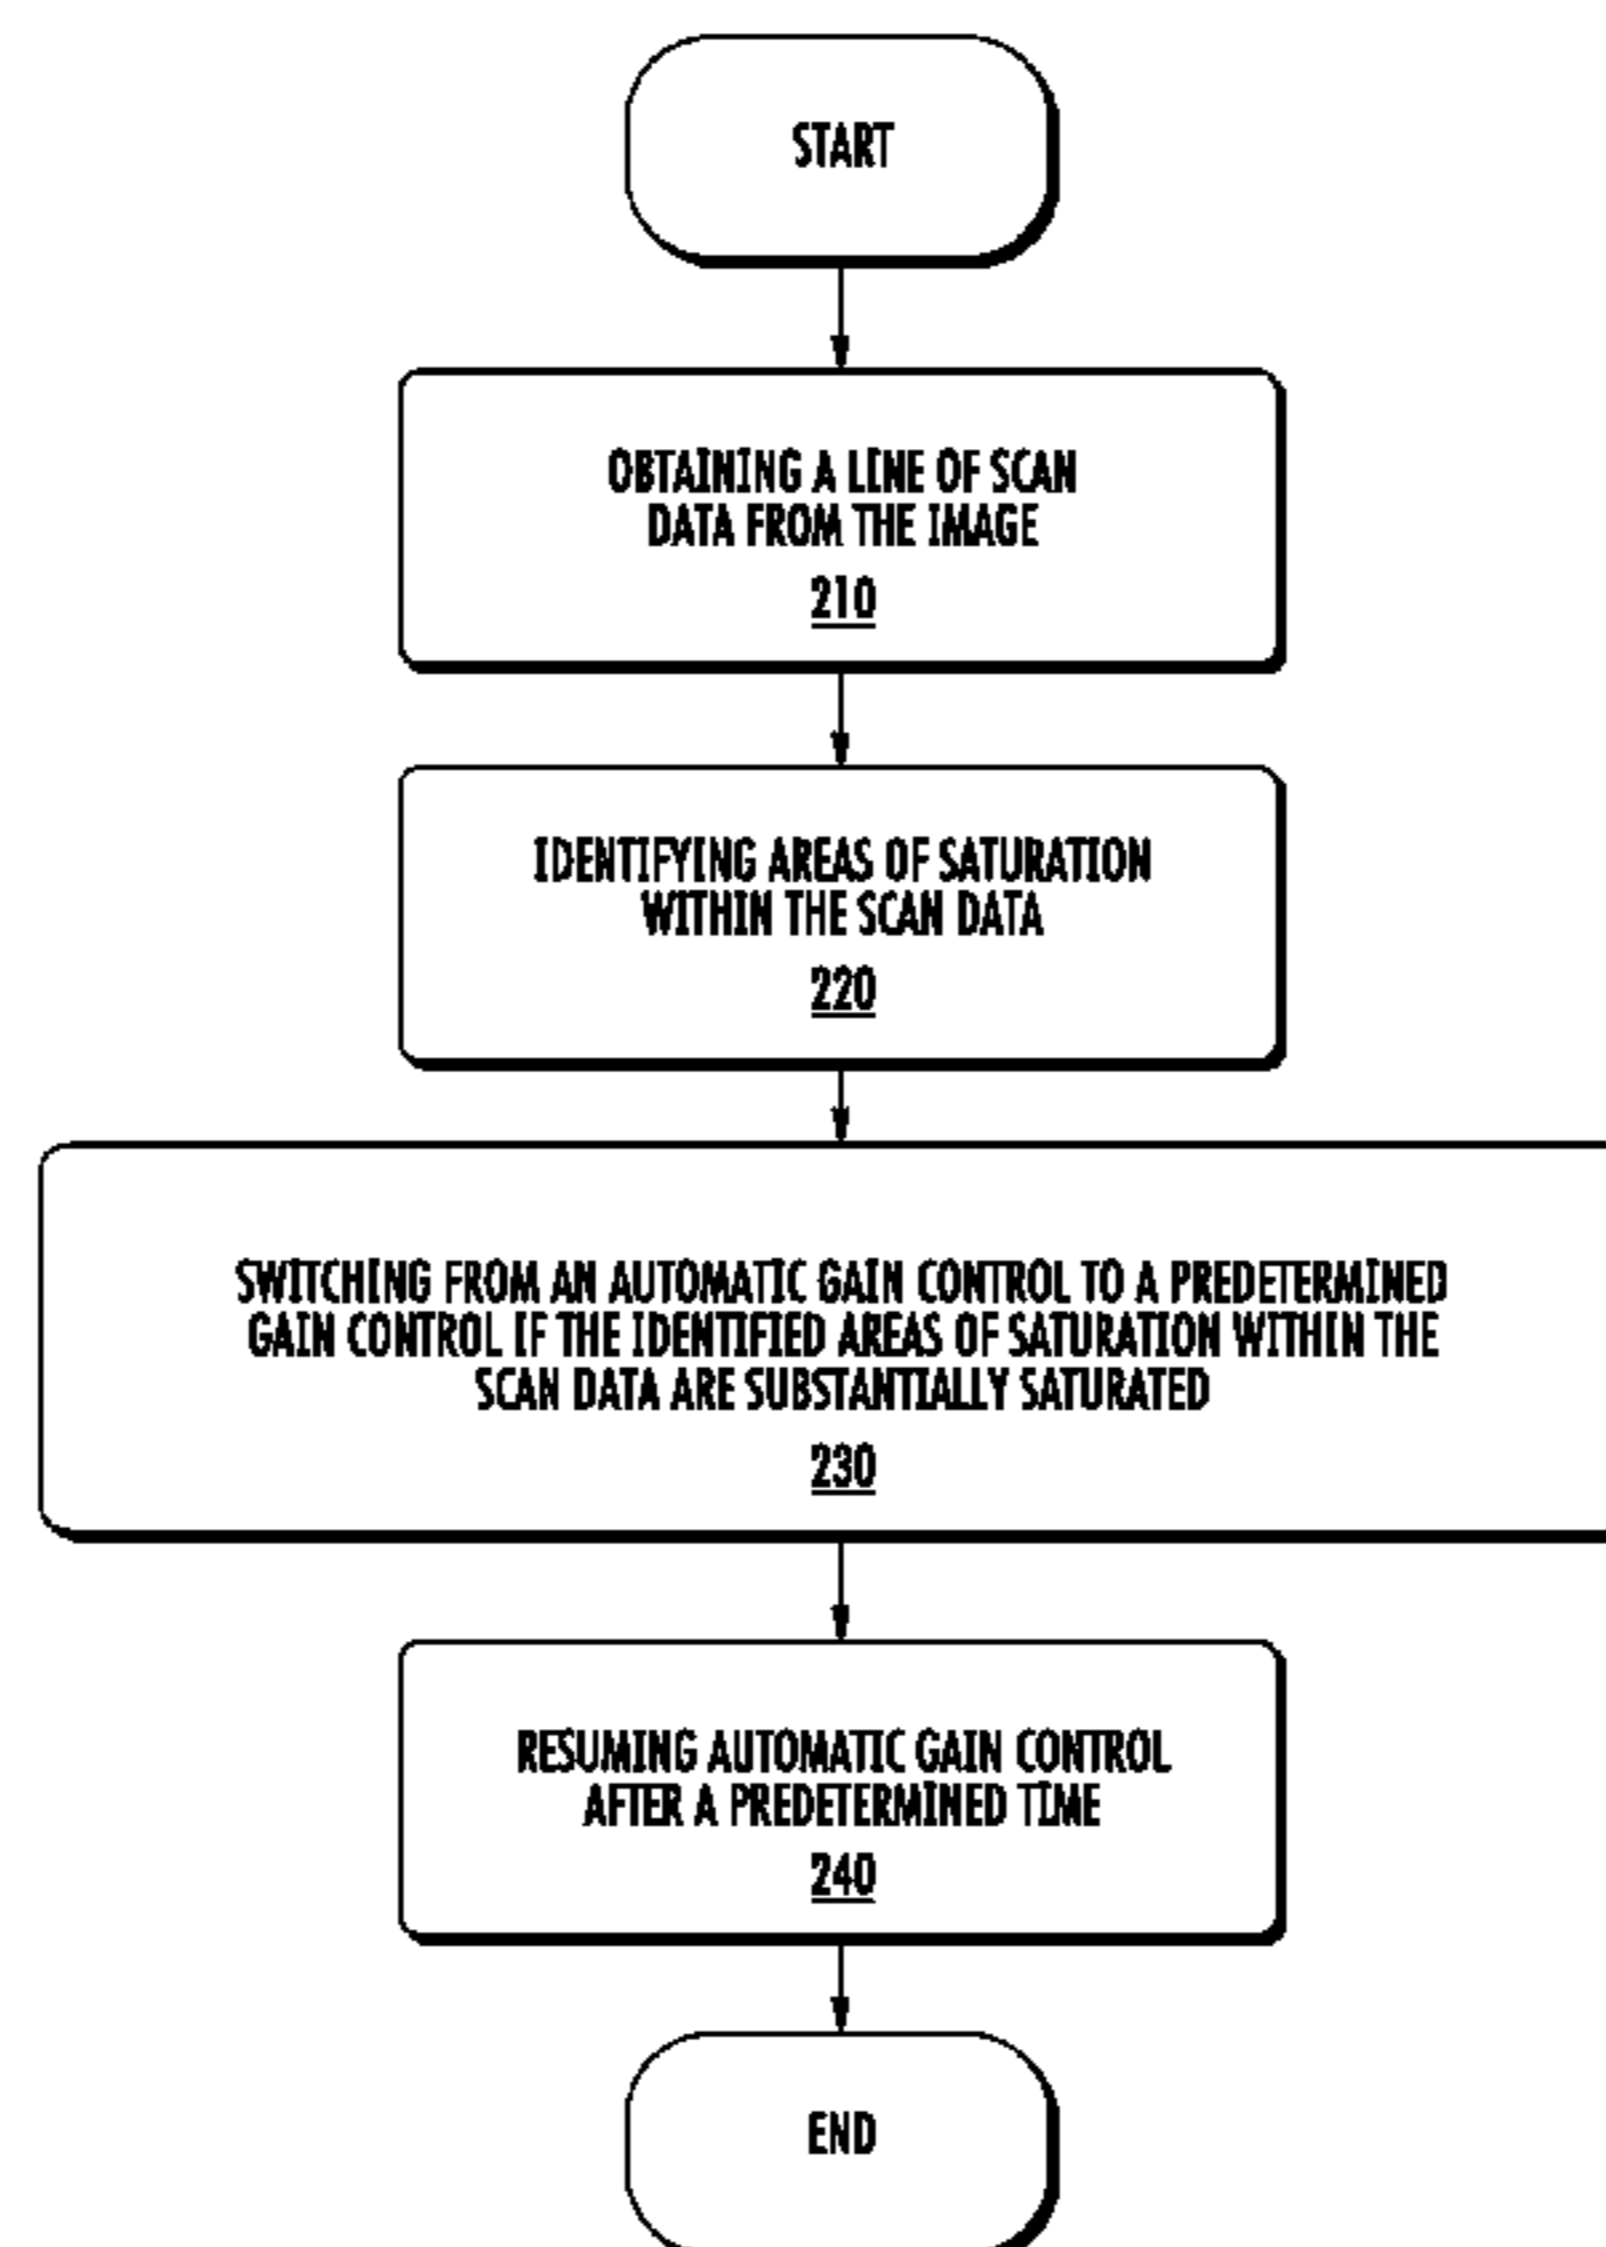 START
OBTAINING A LINE OF SCAN
DATA FROM THE IMAGE
210
IDENTIFYING AREAS OF SATURATION
WITHIN THE SCAN DATA
220
SWITCHING FROM AN AUTOMATIC GAIN CONTROL TO A PREDETERMINED
GAIN CONTROL IF THE IDENTIFIED AREAS OF SATURATION WITHIN THE
SCAN DATA ARE SUBSTANTIALLY SATURATED
230
RESUMING AUTOMATIC GAIN CONTROL
AFTER A PREDETERMINED TIME
240
END